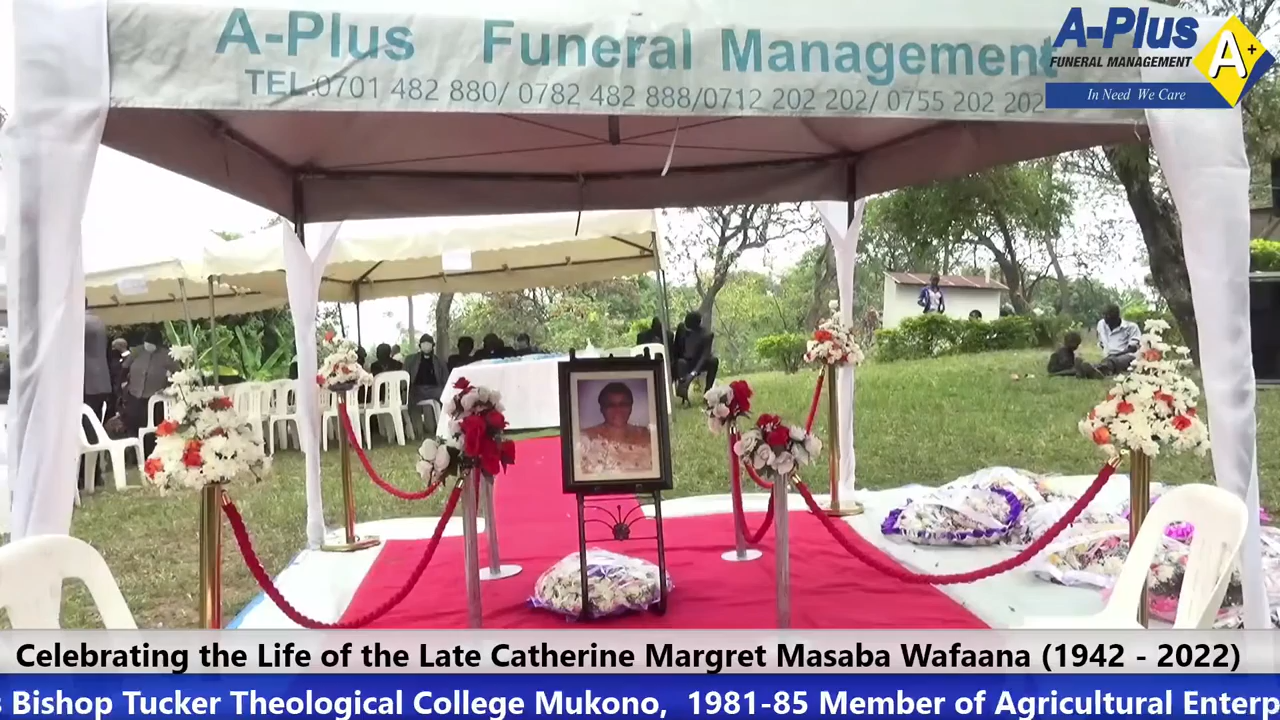 A-Plus Funeral Management
TEL:0701 482 880/ 0782 482 888/0712 202 202/ 0755 202 202
A-Plus
FUNERAL MANAGEMENT
In Need We Care
A+
Celebrating the Life of the Late Catherine Margret Masaba Wafaana (1942 - 2022)
s Bishop Tucker Theological College Mukono, 1981-85 Member of Agricultural Enterp